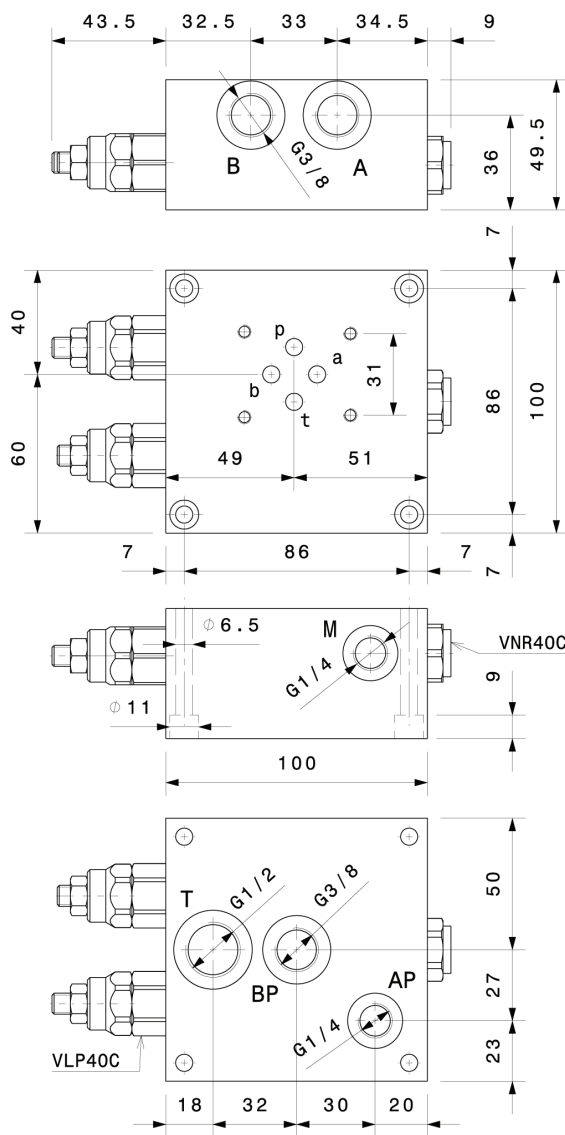 43.5 32.5 33 34.5 9
B
G3/8
A
36
49.5
7
40
60
p
a
b
t
31
86
100
49 51
7 86 7
7
∅ 6.5
M
VNR40C
G1/4
9
∅ 11
100
T
G1/2
G3/8
BP
AP
G1/4
50
27
23
VLP40C
18 32 30 20